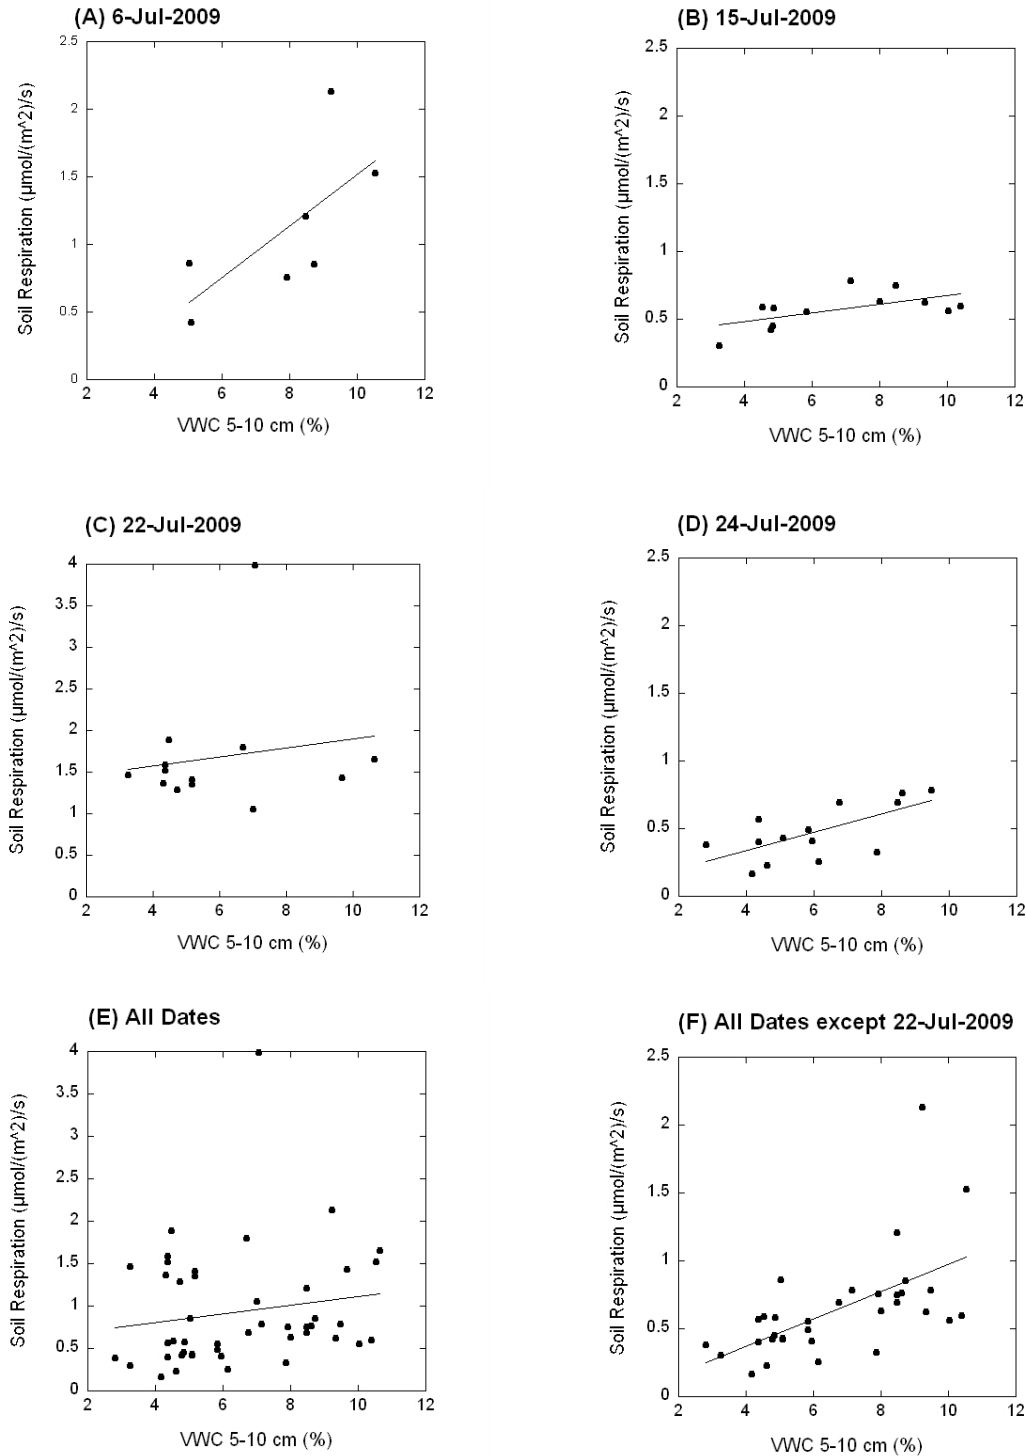 (A) 6-Jul-2009
2.5
2
1.5
1
0.5
0
2 4 6 8 10 12
Soil Respiration (µmol/(m^2)/s)
VWC 5-10 cm (%)
(B) 15-Jul-2009
2.5
2
1.5
1
0.5
0
2 4 6 8 10 12
Soil Respiration (µmol/(m^2)/s)
VWC 5-10 cm (%)
(C) 22-Jul-2009
4
3.5
3
2.5
2
1.5
1
0.5
0
2 4 6 8 10 12
Soil Respiration (µmol/(m^2)/s)
VWC 5-10 cm (%)
(D) 24-Jul-2009
2.5
2
1.5
1
0.5
0
2 4 6 8 10 12
Soil Respiration (µmol/(m^2)/s)
VWC 5-10 cm (%)
(E) All Dates
4
3.5
3
2.5
2
1.5
1
0.5
0
2 4 6 8 10 12
Soil Respiration (µmol/(m^2)/s)
VWC 5-10 cm (%)
(F) All Dates except 22-Jul-2009
2.5
2
1.5
1
0.5
0
2 4 6 8 10 12
Soil Respiration (µmol/(m^2)/s)
VWC 5-10 cm (%)